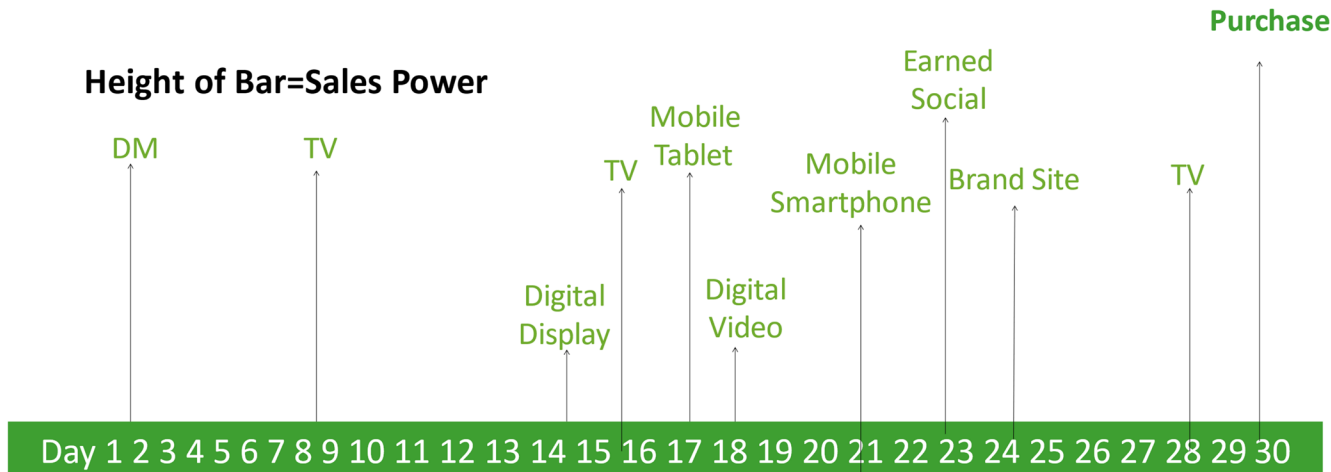 Purchase
Height of Bar=Sales Power
Earned
Social
DM
TV
Mobile
Tablet
TV
Mobile
Smartphone
Brand Site
TV
Digital
Display
Digital
Video
Day 1 2 3 4 5 6 7 8 9 10 11 12 13 14 15 16 17 18 19 20 21 22 23 24 25 26 27 28 29 30